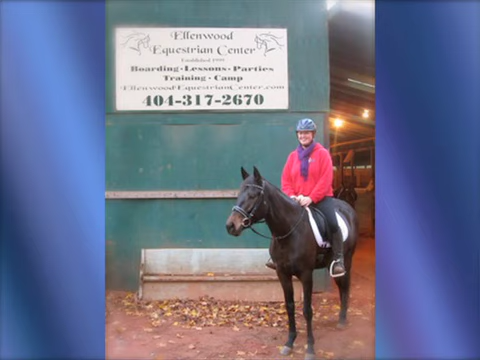 Ellenwood
Equestrian Center
Established 1999
Boarding • Lessons • Parties
Training • Camp
EllenwoodEquestrianCenter.com
404-317-2670